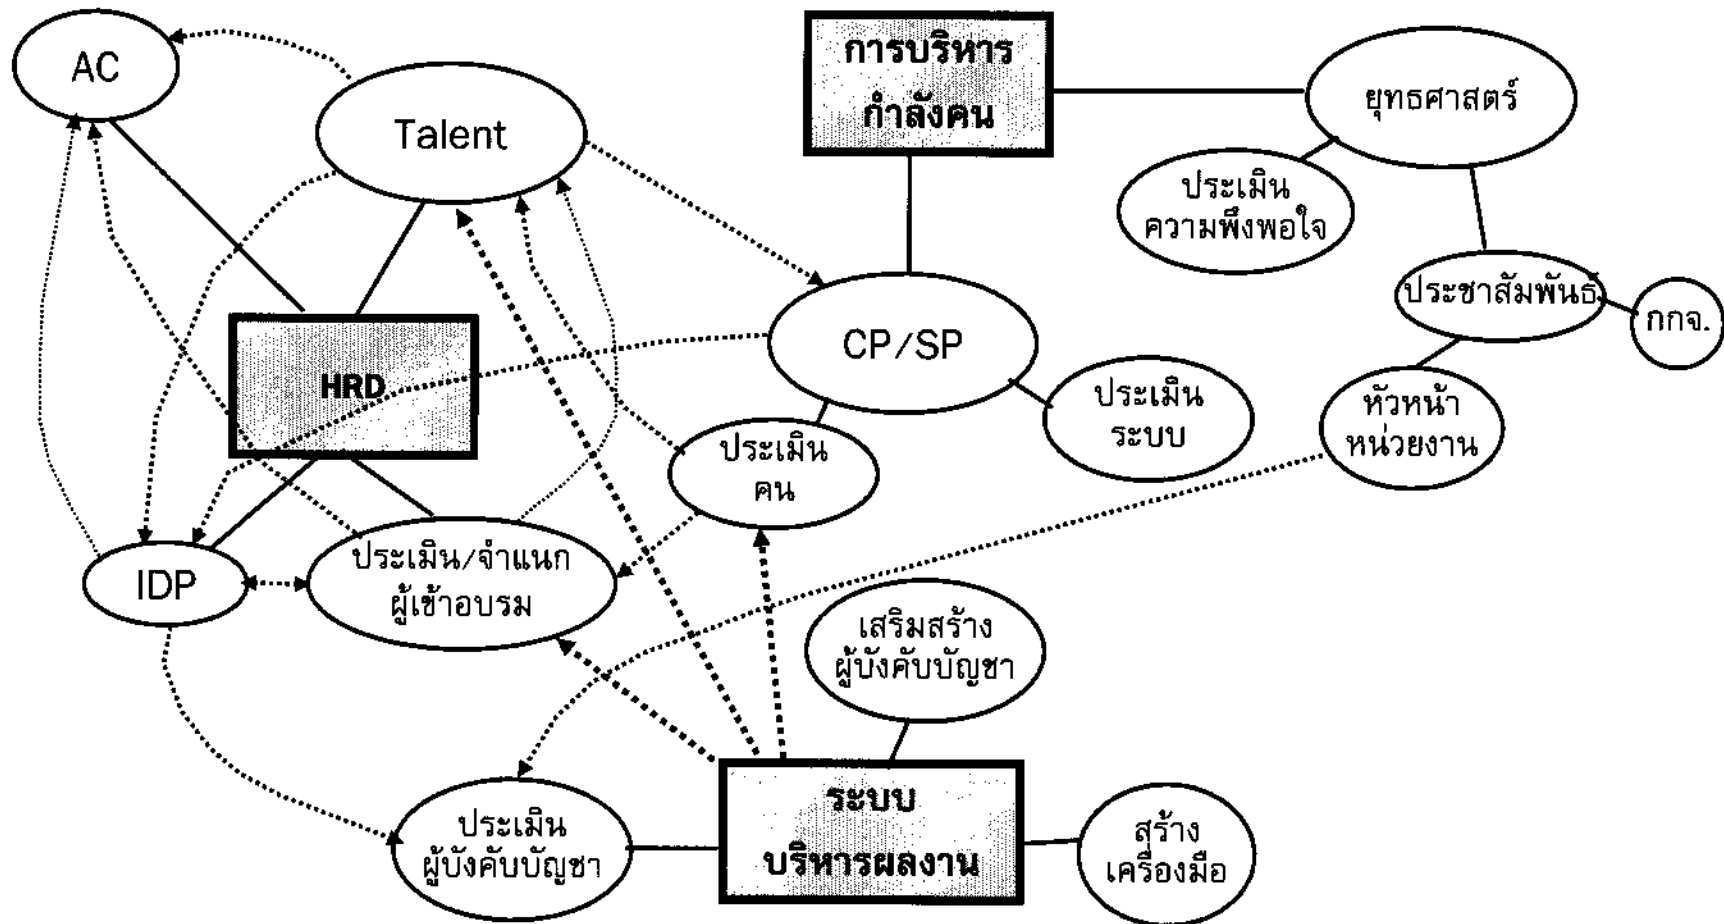 AC
Talent
การบริหาร
กำลังคน
ยุทธศาสตร์
ประเมิน
ความพึงพอใจ
ประชาสัมพันธ์
กกจ.
HRD
CP/SP
ประเมิน
ระบบ
หัวหน้า
หน่วยงาน
ประเมิน
คน
IDP
ประเมิน/จำแนก
ผู้เข้าอบรม
เสริมสร้าง
ผู้บังคับบัญชา
ประเมิน
ผู้บังคับบัญชา
ระบบ
บริหารผลงาน
สร้าง
เครื่องมือ